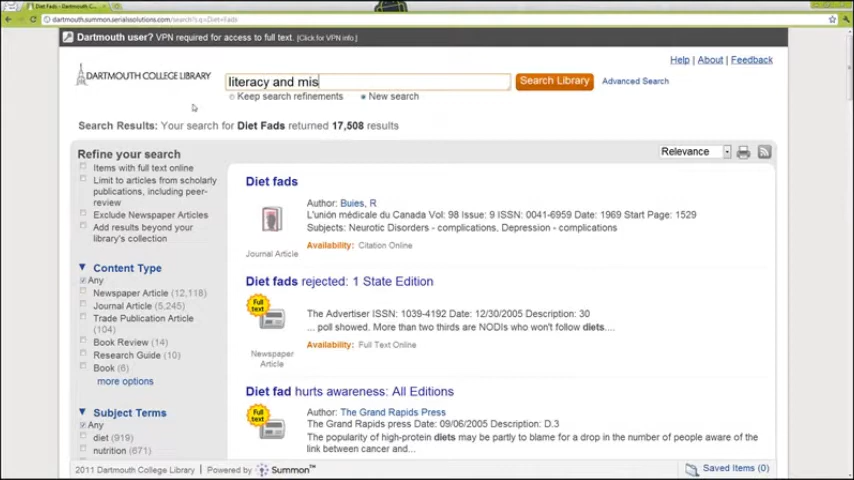 Diet Fads - Dartmouth C...
dartmouth.summon.serialssolutions.com/search?s.q=Diet+Fads
Dartmouth user? VPN required for access to full text. [Click for VPN info.]
Help | About | Feedback
DARTMOUTH COLLEGE LIBRARY
literacy and mis
Search Library
Advanced Search
Keep search refinements
New search
Search Results: Your search for Diet Fads returned 17,508 results
Refine your search
Relevance
Items with full text online
Limit to articles from scholarly
publications, including peer-
review
Exclude Newspaper Articles
Add results beyond your
library's collection
Content Type
Any
Newspaper Article (12,118)
Journal Article (5,245)
Trade Publication Article
(104)
Book Review (14)
Research Guide (10)
Book (6)
more options
Subject Terms
Any
diet (919)
nutrition (671)
Diet fads
Author: Buies, R
L'unión médicale du Canada Vol: 98 Issue: 9 ISSN: 0041-6959 Date: 1969 Start Page: 1529
Subjects: Neurotic Disorders - complications, Depression - complications
Journal Article
Availability: Citation Online
Diet fads rejected: 1 State Edition
Full
text
The Advertiser ISSN: 1039-4192 Date: 12/30/2005 Description: 30
... poll showed. More than two thirds are NODIs who won't follow diets....
Availability: Full Text Online
Newspaper
Article
Diet fad hurts awareness: All Editions
Full
text
Author: The Grand Rapids Press
The Grand Rapids press Date: 09/06/2005 Description: D.3
The popularity of high-protein diets may be partly to blame for a drop in the number of people aware of the
link between cancer and...
2011 Dartmouth College Library | Powered by Summon™
Saved Items (0)